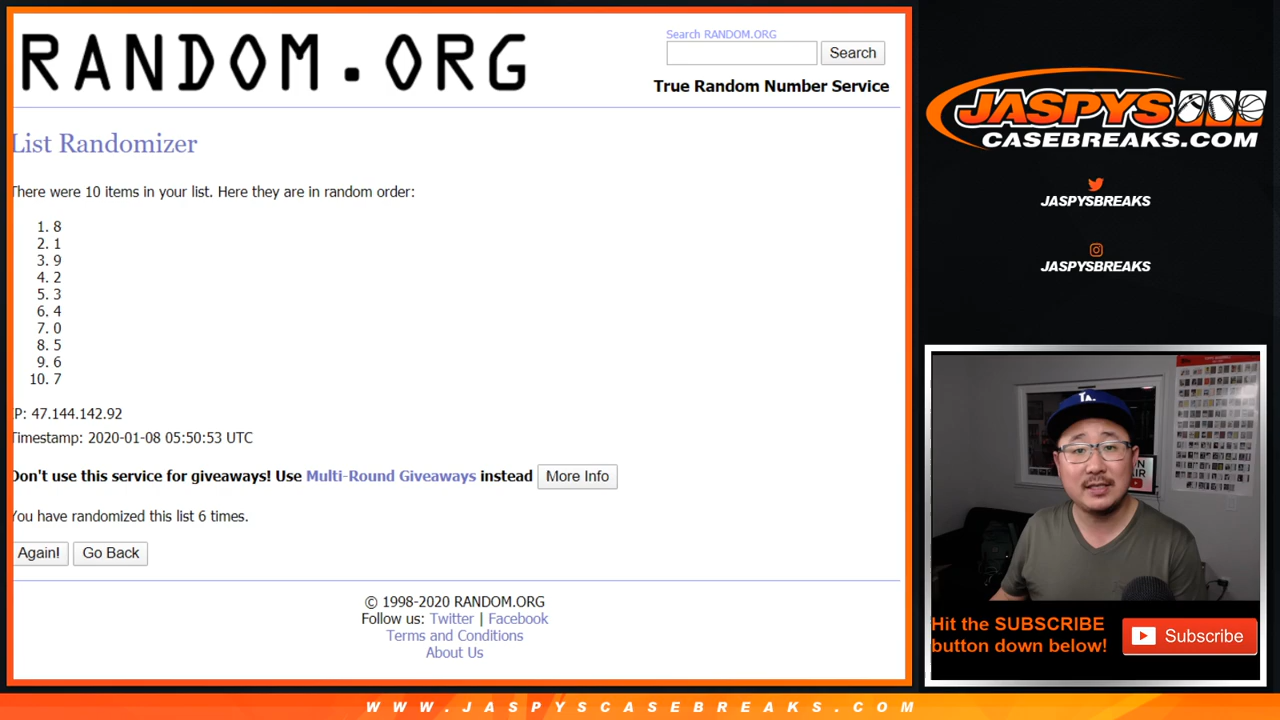 RANDOM.ORG
Search RANDOM.ORG
Search
True Random Number Service
List Randomizer
There were 10 items in your list. Here they are in random order:
1. 8
2. 1
3. 9
4. 2
5. 3
6. 4
7. 0
8. 5
9. 6
10. 7
IP: 47.144.142.92
Timestamp: 2020-01-08 05:50:53 UTC
Don't use this service for giveaways! Use Multi-Round Giveaways instead More Info
You have randomized this list 6 times.
Again! Go Back
© 1998-2020 RANDOM.ORG
Follow us: Twitter | Facebook
Terms and Conditions
About Us
JASPYS
CASEBREAKS.COM
JASPYSBREAKS
JASPYSBREAKS
LA
ON
AIR
Hit the SUBSCRIBE
button down below!
Subscribe
WWW.JASPYSCASEBREAKS.COM